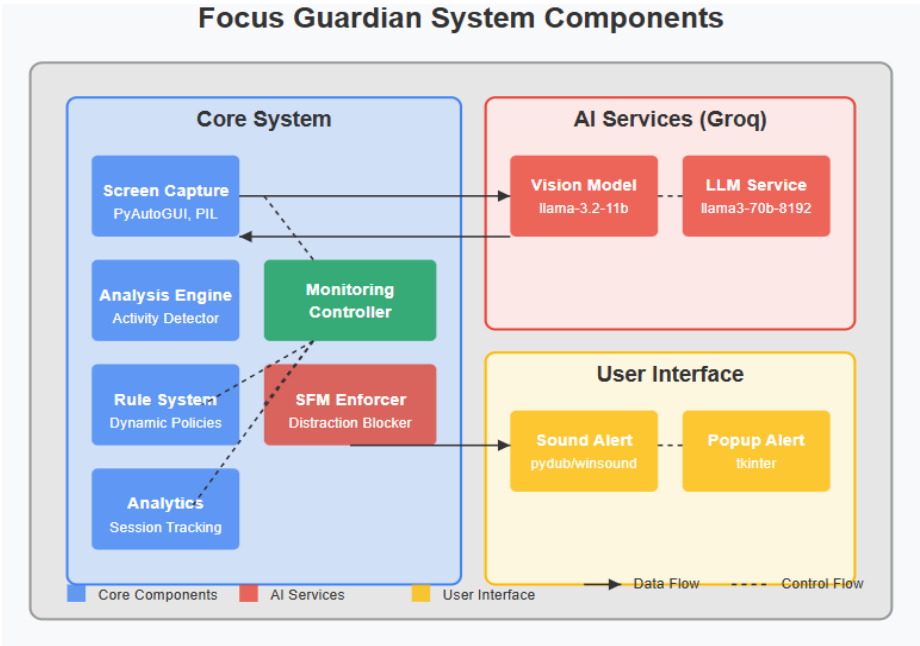 Focus Guardian System Components
Core System
Screen Capture
PyAutoGUI, PIL
Analysis Engine
Activity Detector
Monitoring
Controller
Rule System
Dynamic Policies
SFM Enforcer
Distraction Blocker
Analytics
Session Tracking
AI Services (Groq)
Vision Model
llama-3.2-11b
LLM Service
llama3-70b-8192
User Interface
Sound Alert
pydub/winsound
Popup Alert
tkinter
Core Components
AI Services
User Interface
Data Flow
Control Flow